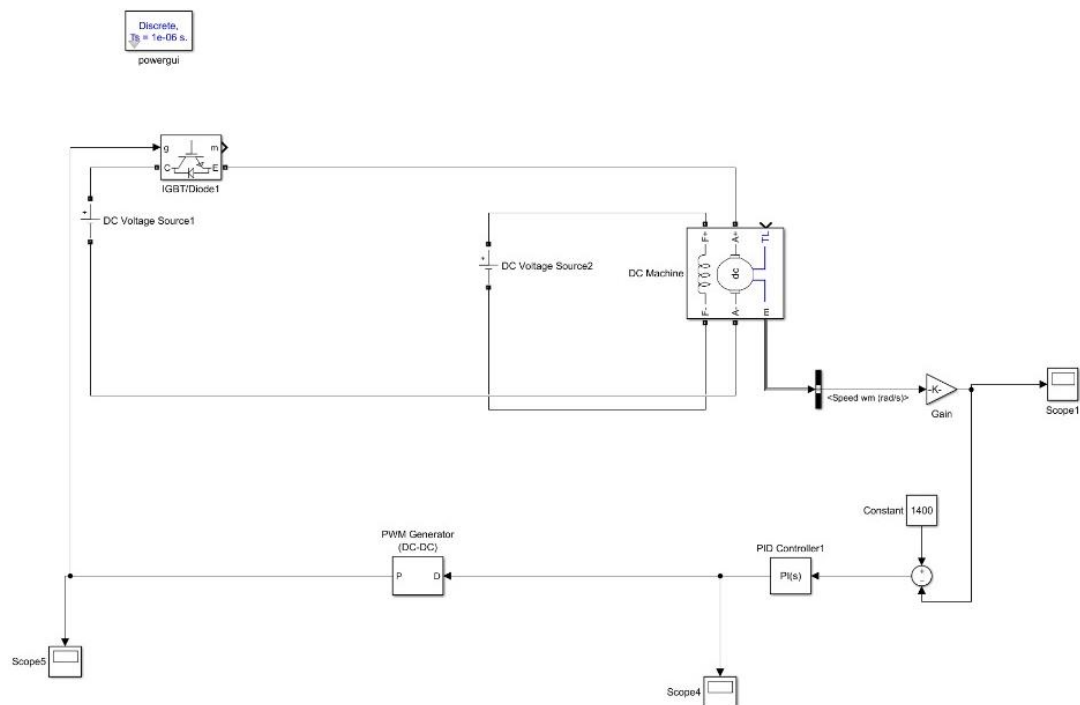 Discrete,
Ts = 1e-06 s.
powergui
g
m
C
E
IGBT/Diode1
+
DC Voltage Source1
+
DC Voltage Source2
F+
A+
TL
DC Machine
dc
F-
A-
m
<Speed wm (rad/s)>
-K-
Gain
Scope1
Constant
1400
PWM Generator
(DC-DC)
P
D
PID Controller1
PI(s)
+
−
Scope5
Scope4